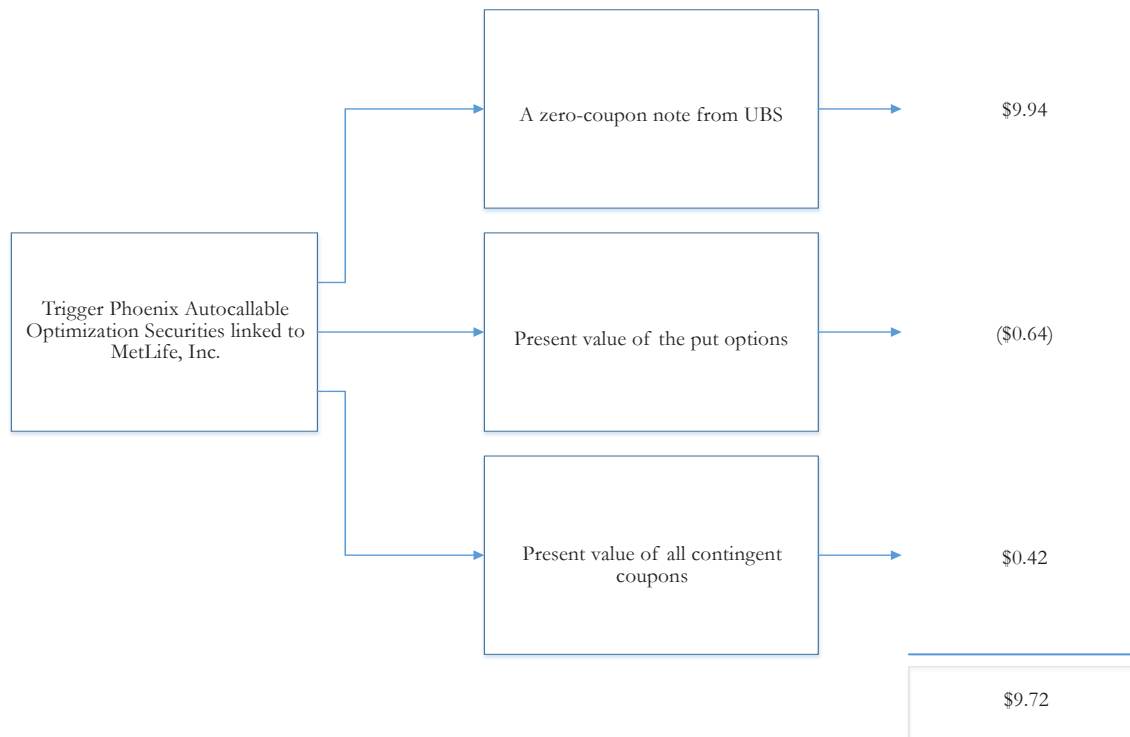 A zero-coupon note from UBS
$9.94
Trigger Phoenix Autocallable
Optimization Securities linked to
MetLife, Inc.
Present value of the put options
($0.64)
Present value of all contingent
coupons
$0.42
$9.72